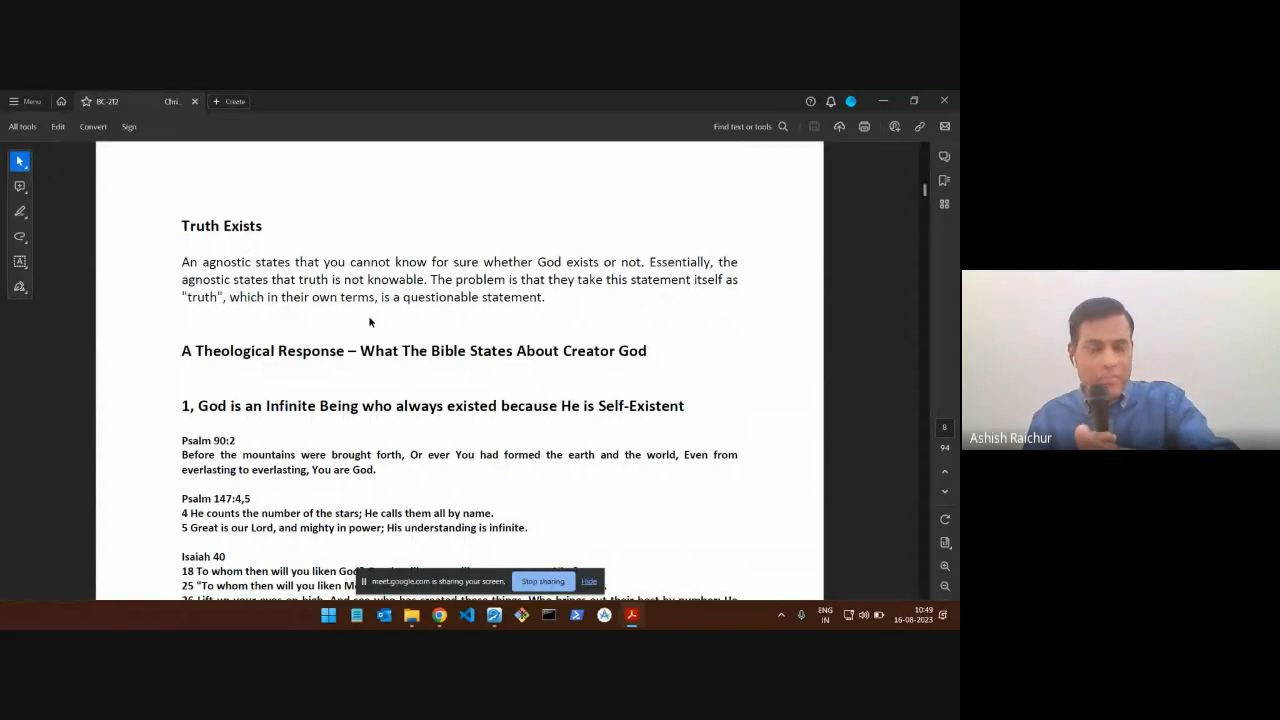 Menu
BC-212
Chri...
Create
All tools
Edit
Convert
Sign
Find text or tools
Truth Exists
An agnostic states that you cannot know for sure whether God exists or not. Essentially, the
agnostic states that truth is not knowable. The problem is that they take this statement itself as
"truth", which in their own terms, is a questionable statement.
A Theological Response – What The Bible States About Creator God
1, God is an Infinite Being who always existed because He is Self-Existent
Psalm 90:2
Before the mountains were brought forth, Or ever You had formed the earth and the world, Even from
everlasting to everlasting, You are God.
Psalm 147:4,5
4 He counts the number of the stars; He calls them all by name.
5 Great is our Lord, and mighty in power; His understanding is infinite.
Isaiah 40
18 To whom then will you liken God?
25 "To whom then will you liken
meet.google.com is sharing your screen.
Stop sharing
Hide
8
94
Ashish Raichur
ENG
IN
10:49
16-08-2023